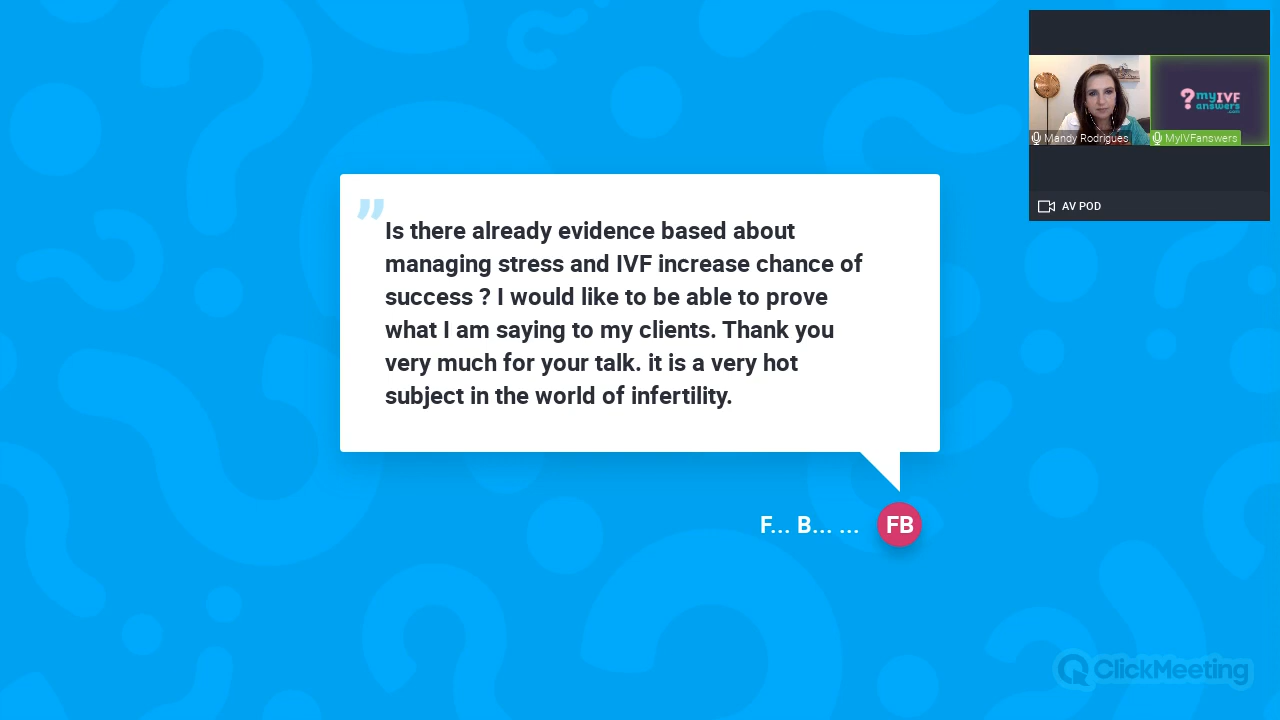 ”
Is there already evidence based about
managing stress and IVF increase chance of
success ? I would like to be able to prove
what I am saying to my clients. Thank you
very much for your talk. it is a very hot
subject in the world of infertility.
F... B... ...
FB
?myIVF
answers
.com
Mandy Rodrigues
MyIVFanswers
AV POD
ClickMeeting